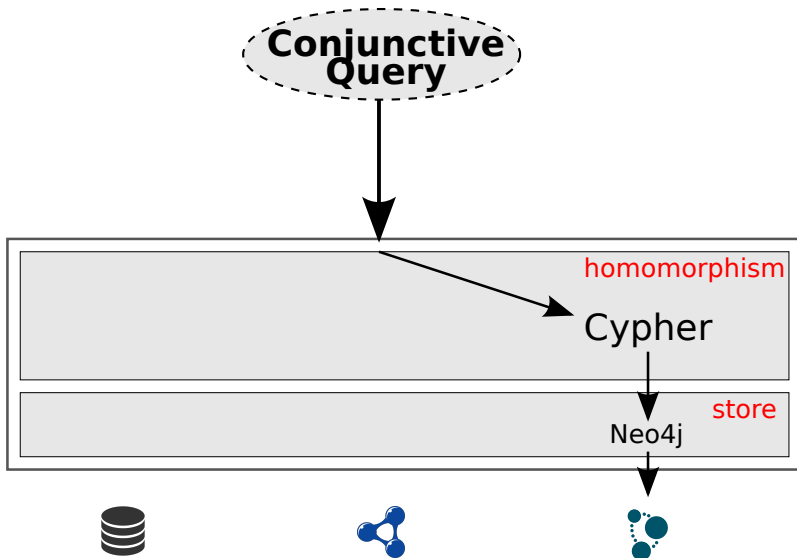 Conjunctive
Query
homomorphism
Cypher
store
Neo4j